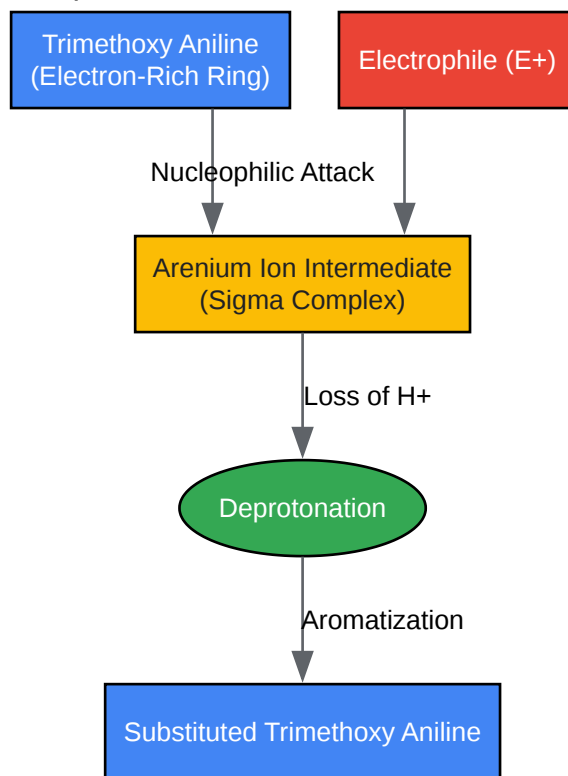 Trimethoxy Aniline
(Electron-Rich Ring)
Electrophile (E+)
Nucleophilic Attack
Arenium Ion Intermediate
(Sigma Complex)
Loss of H+
Deprotonation
Aromatization
Substituted Trimethoxy Aniline